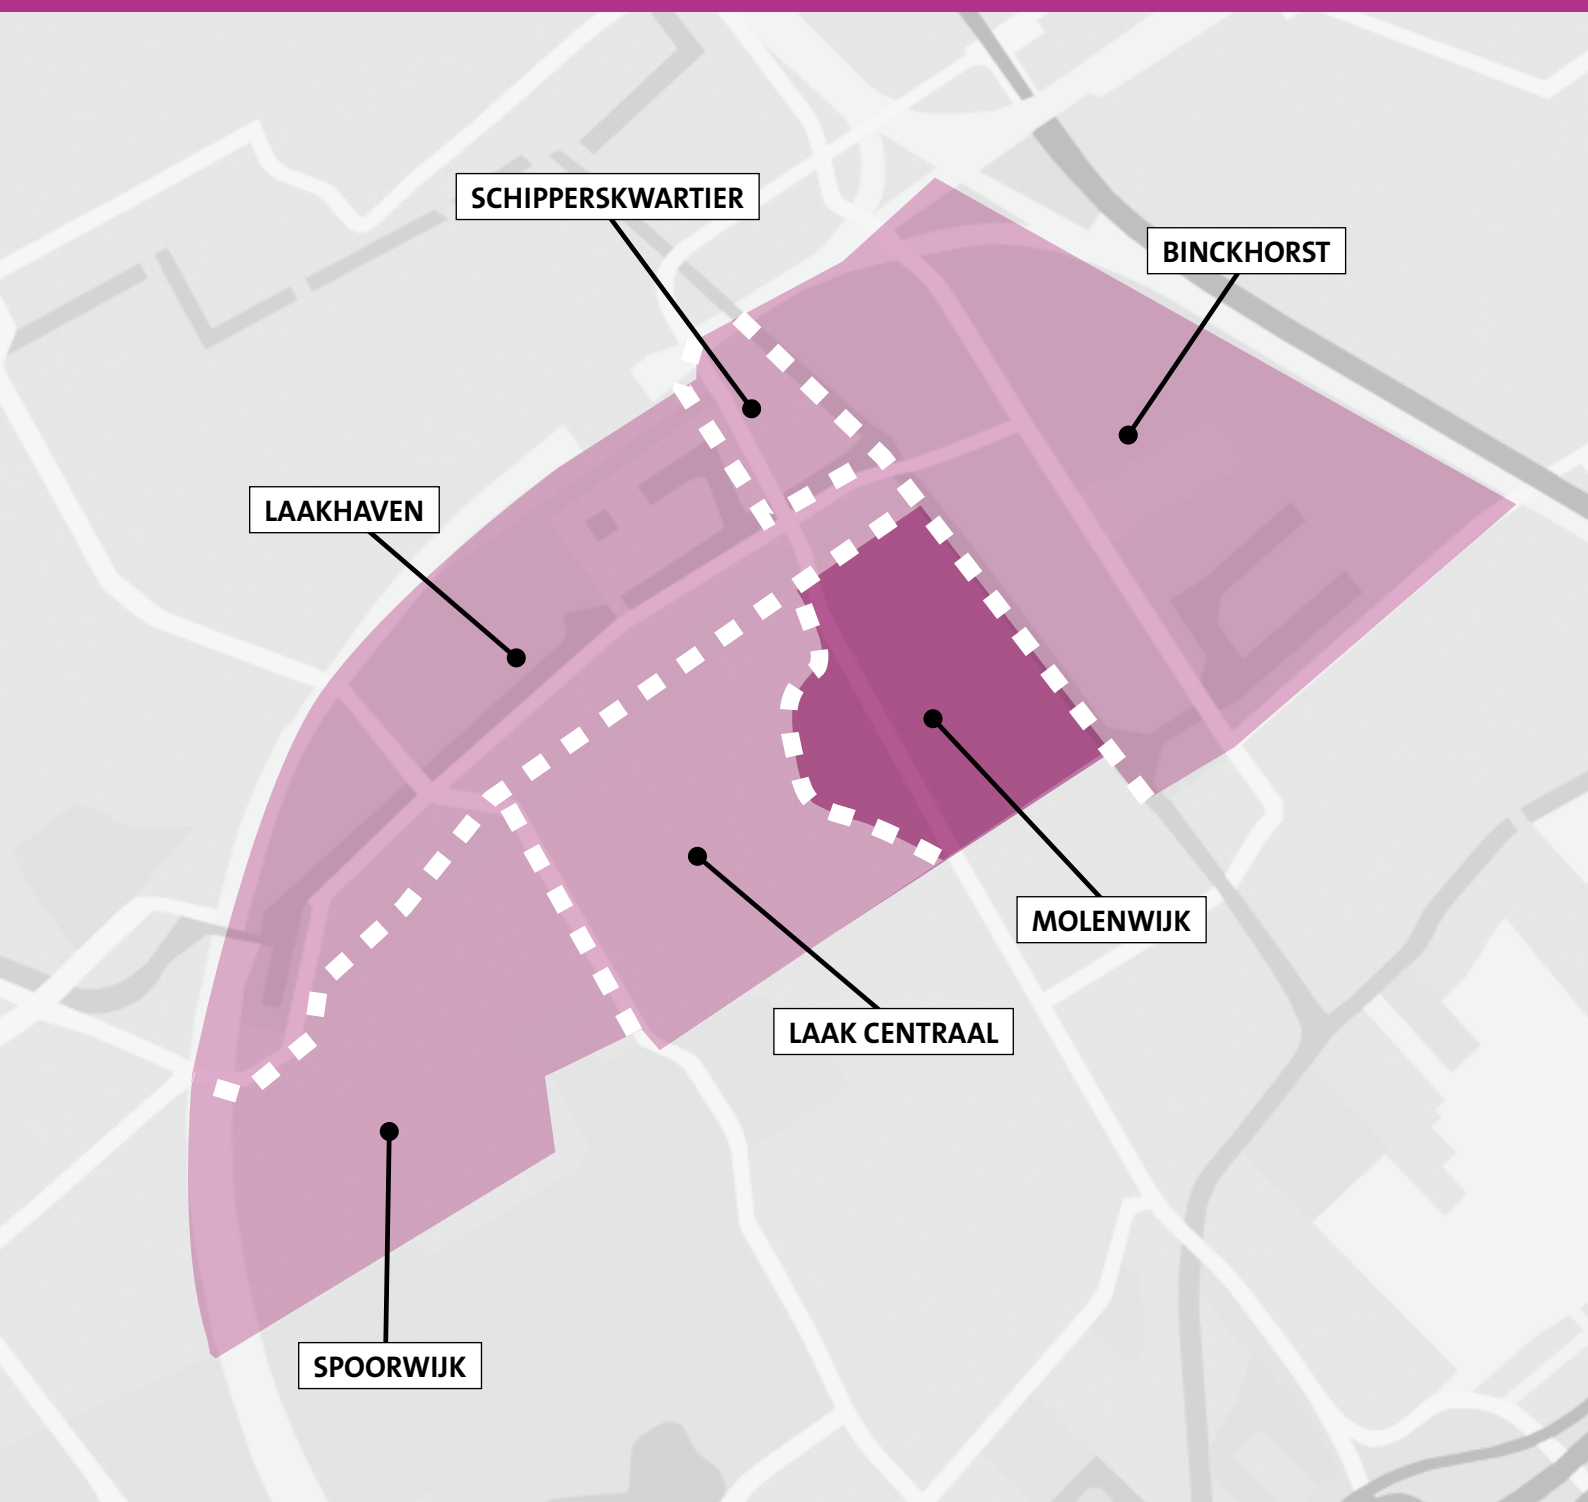 SCHIPPERSKWARTIER
BINCKHORST
LAAKHAVEN
MOLENWIJK
LAAK CENTRAAL
SPOORWIJK